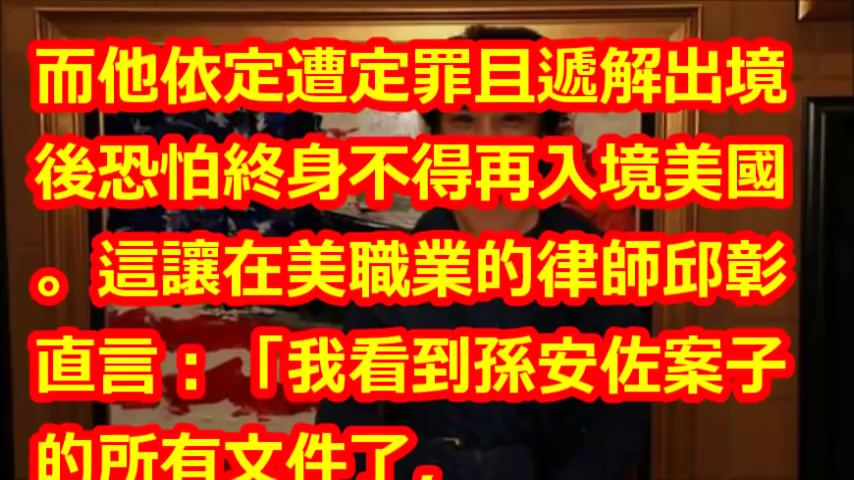 而他依定遭定罪且遞解出境
後恐怕終身不得再入境美國
。這讓在美職業的律師邱彰
直言：「我看到孫安佐案子
的所有文件了，